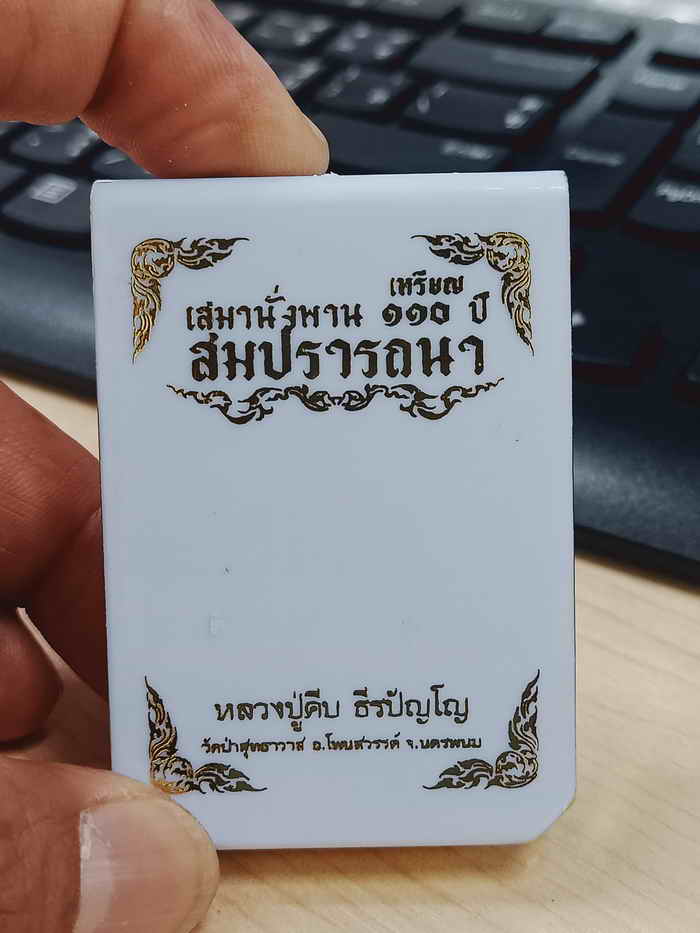 เหรียญ
เสมานั่งพาน ๑๑๐ ปี
สมปรารถนา
หลวงปู่คีบ ธีรปัญโญ
วัดป่าสุทธาวาส อ.โพนสวรรค์ จ.นครพนม